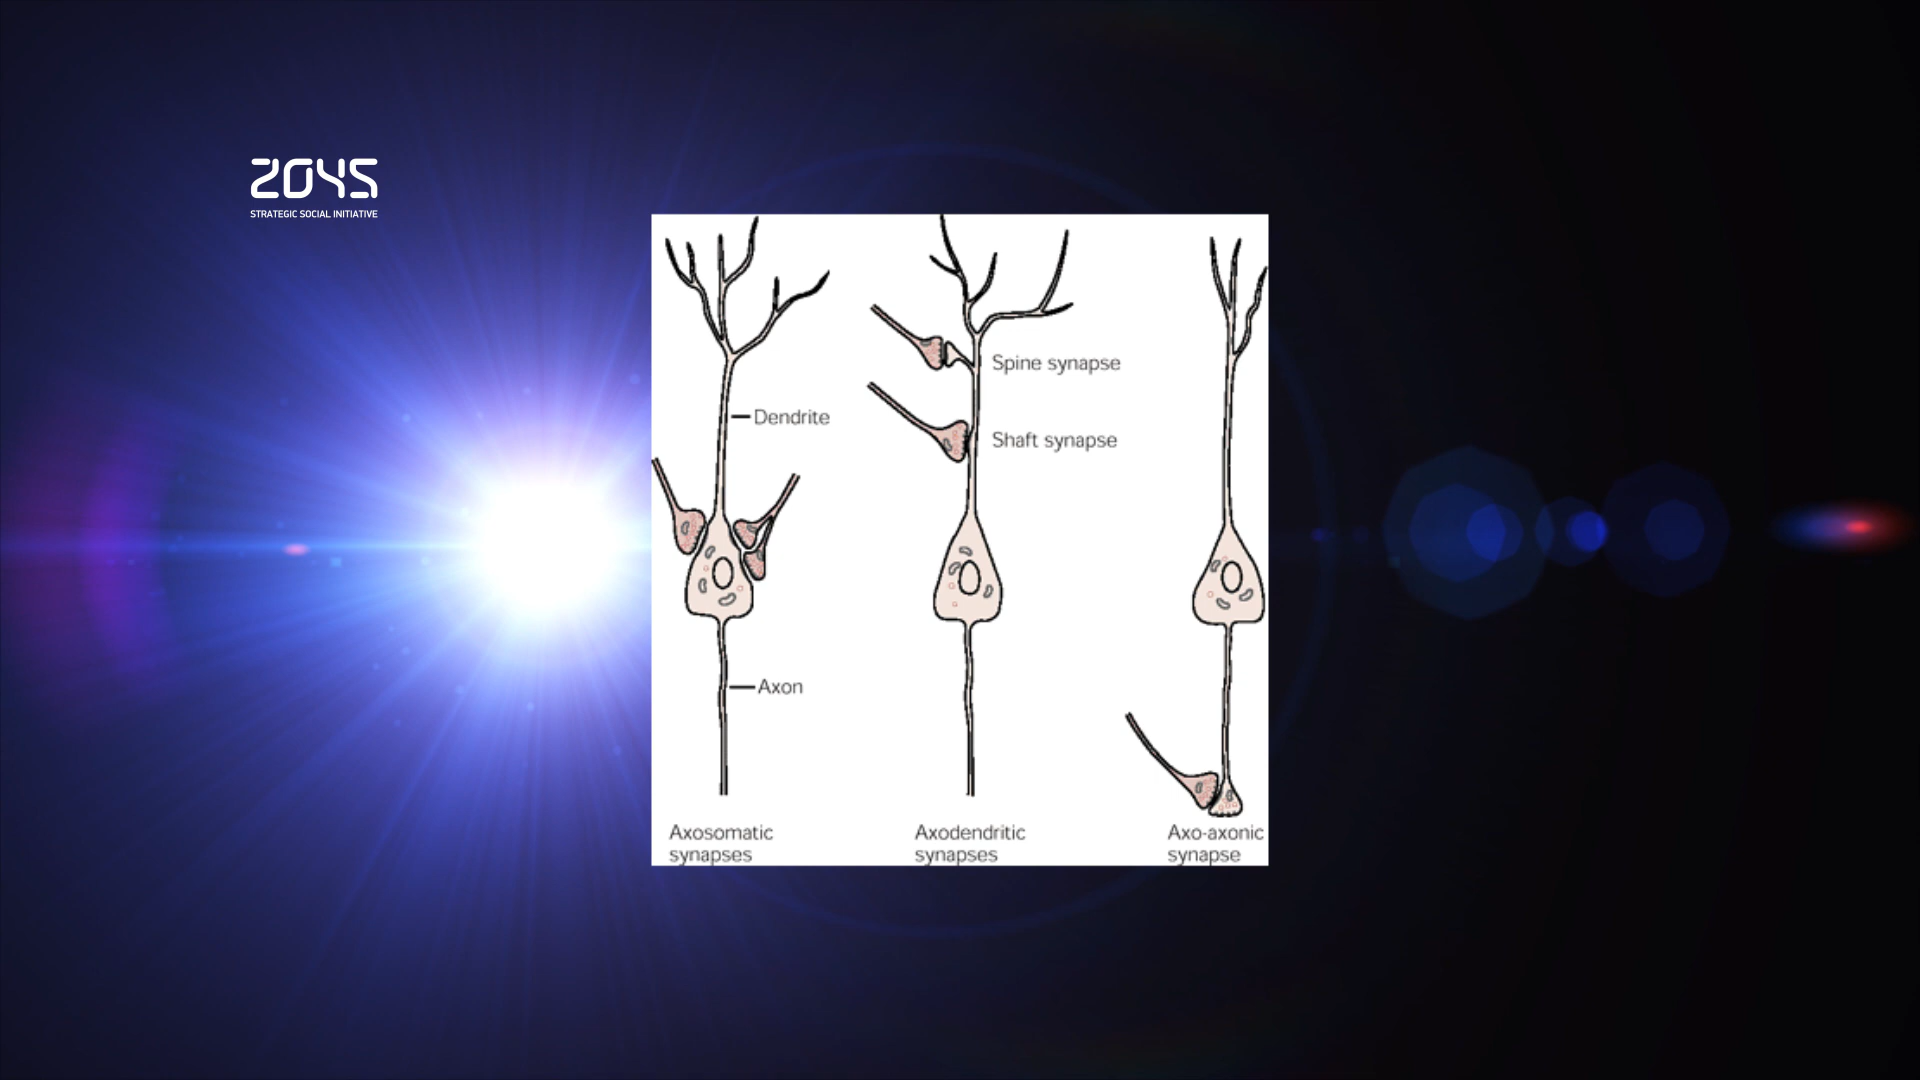 2045
STRATEGIC SOCIAL INITIATIVE
Spine synapse
Dendrite
Shaft synapse
Axon
Axosomatic
synapses
Axodendritic
synapses
Axo-axonic
synapse